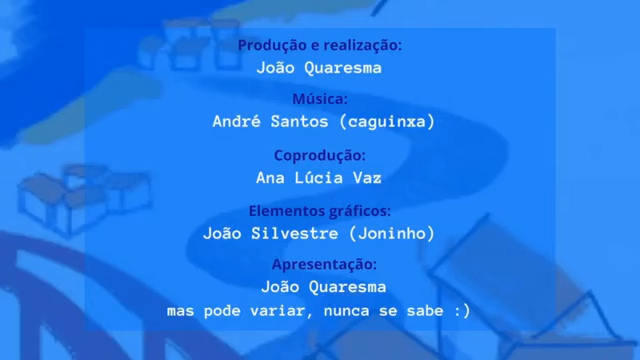 Produção e realização:
João Quaresma
Música:
André Santos (caguinxa)
Coprodução:
Ana Lúcia Vaz
Elementos gráficos:
João Silvestre (Joninho)
Apresentação:
João Quaresma
mas pode variar, nunca se sabe :)